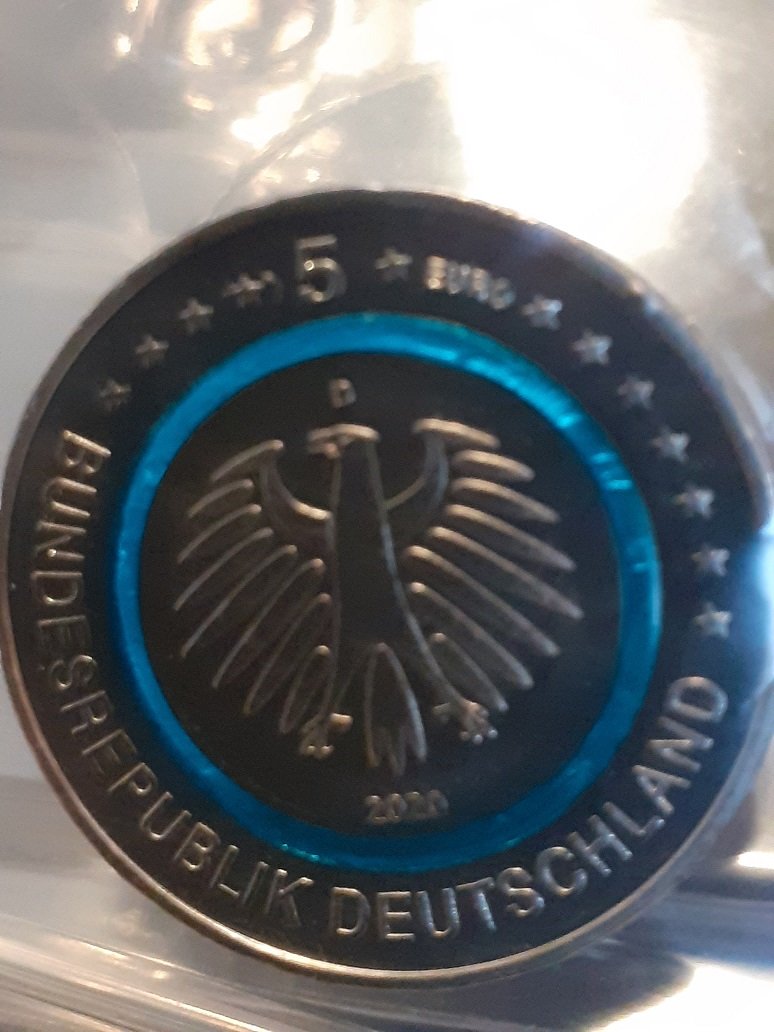 5 EURO
BUNDESREPUBLIK DEUTSCHLAND
D
2020